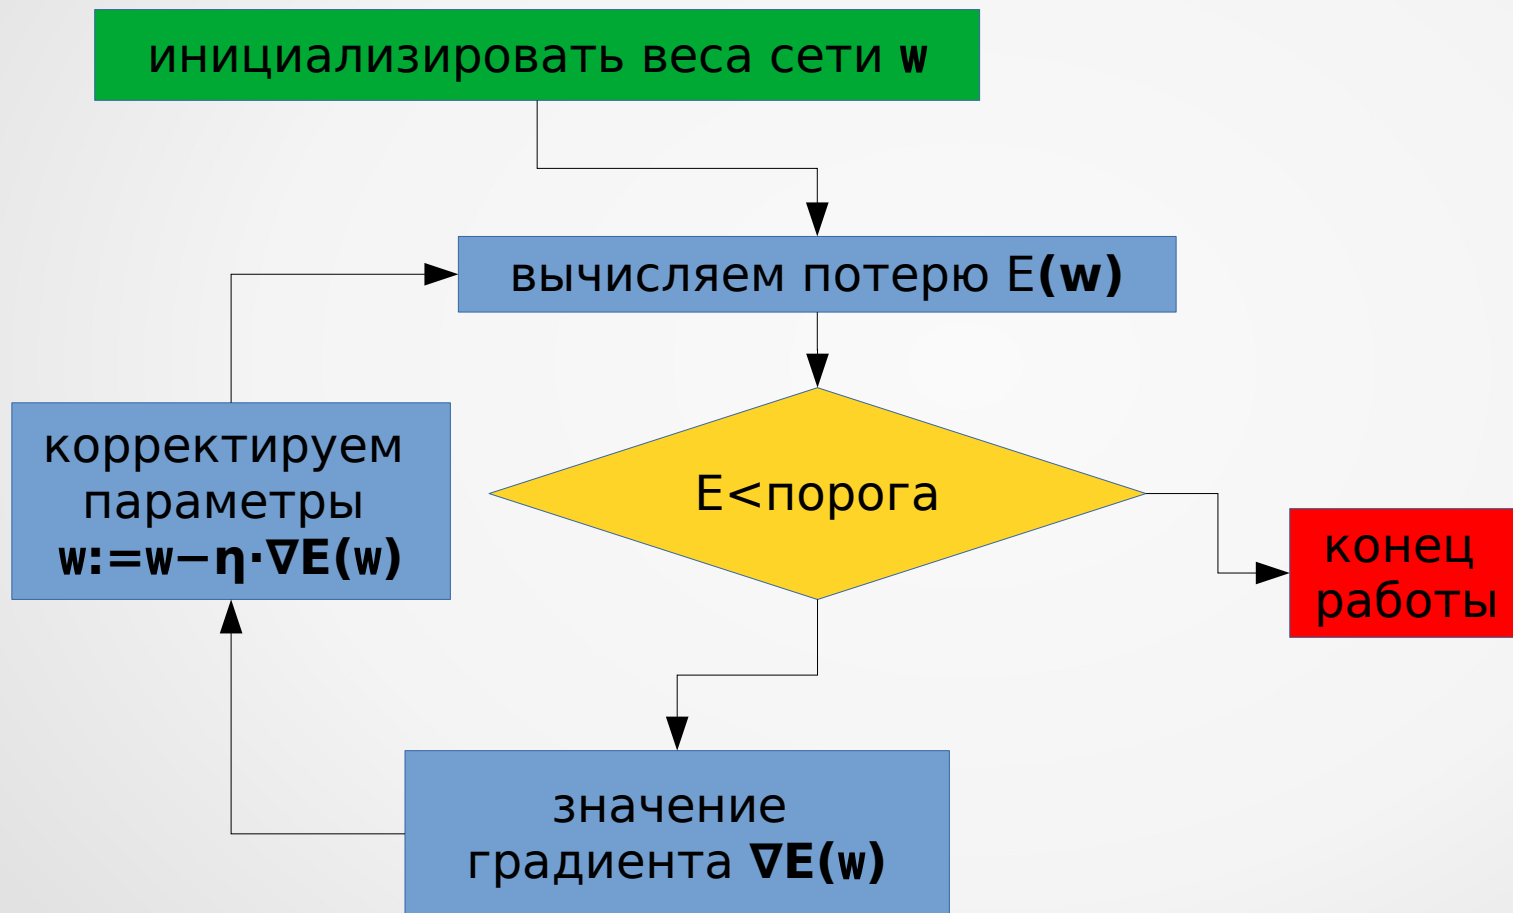 инициализировать веса сети w
вычисляем потерю E(w)
корректируем
параметры
w:=w−η·∇E(w)
E<порога
конец
работы
значение
градиента ∇E(w)